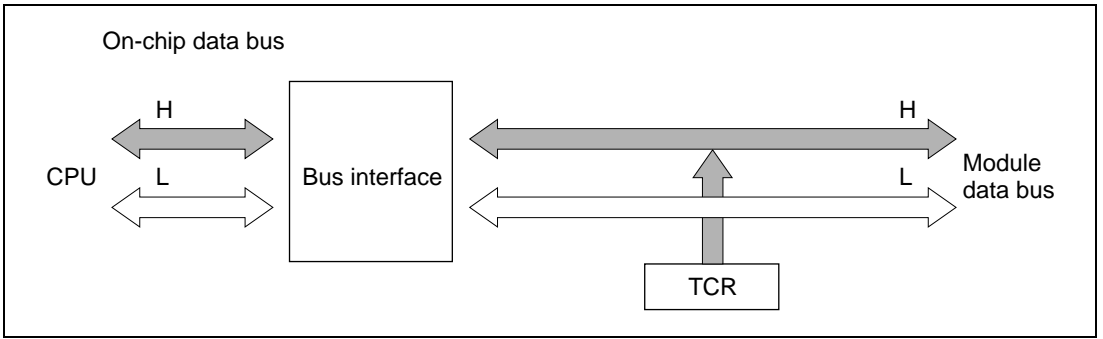 On-chip data bus
H
H
CPU
L
Bus interface
L
Module
data bus
TCR